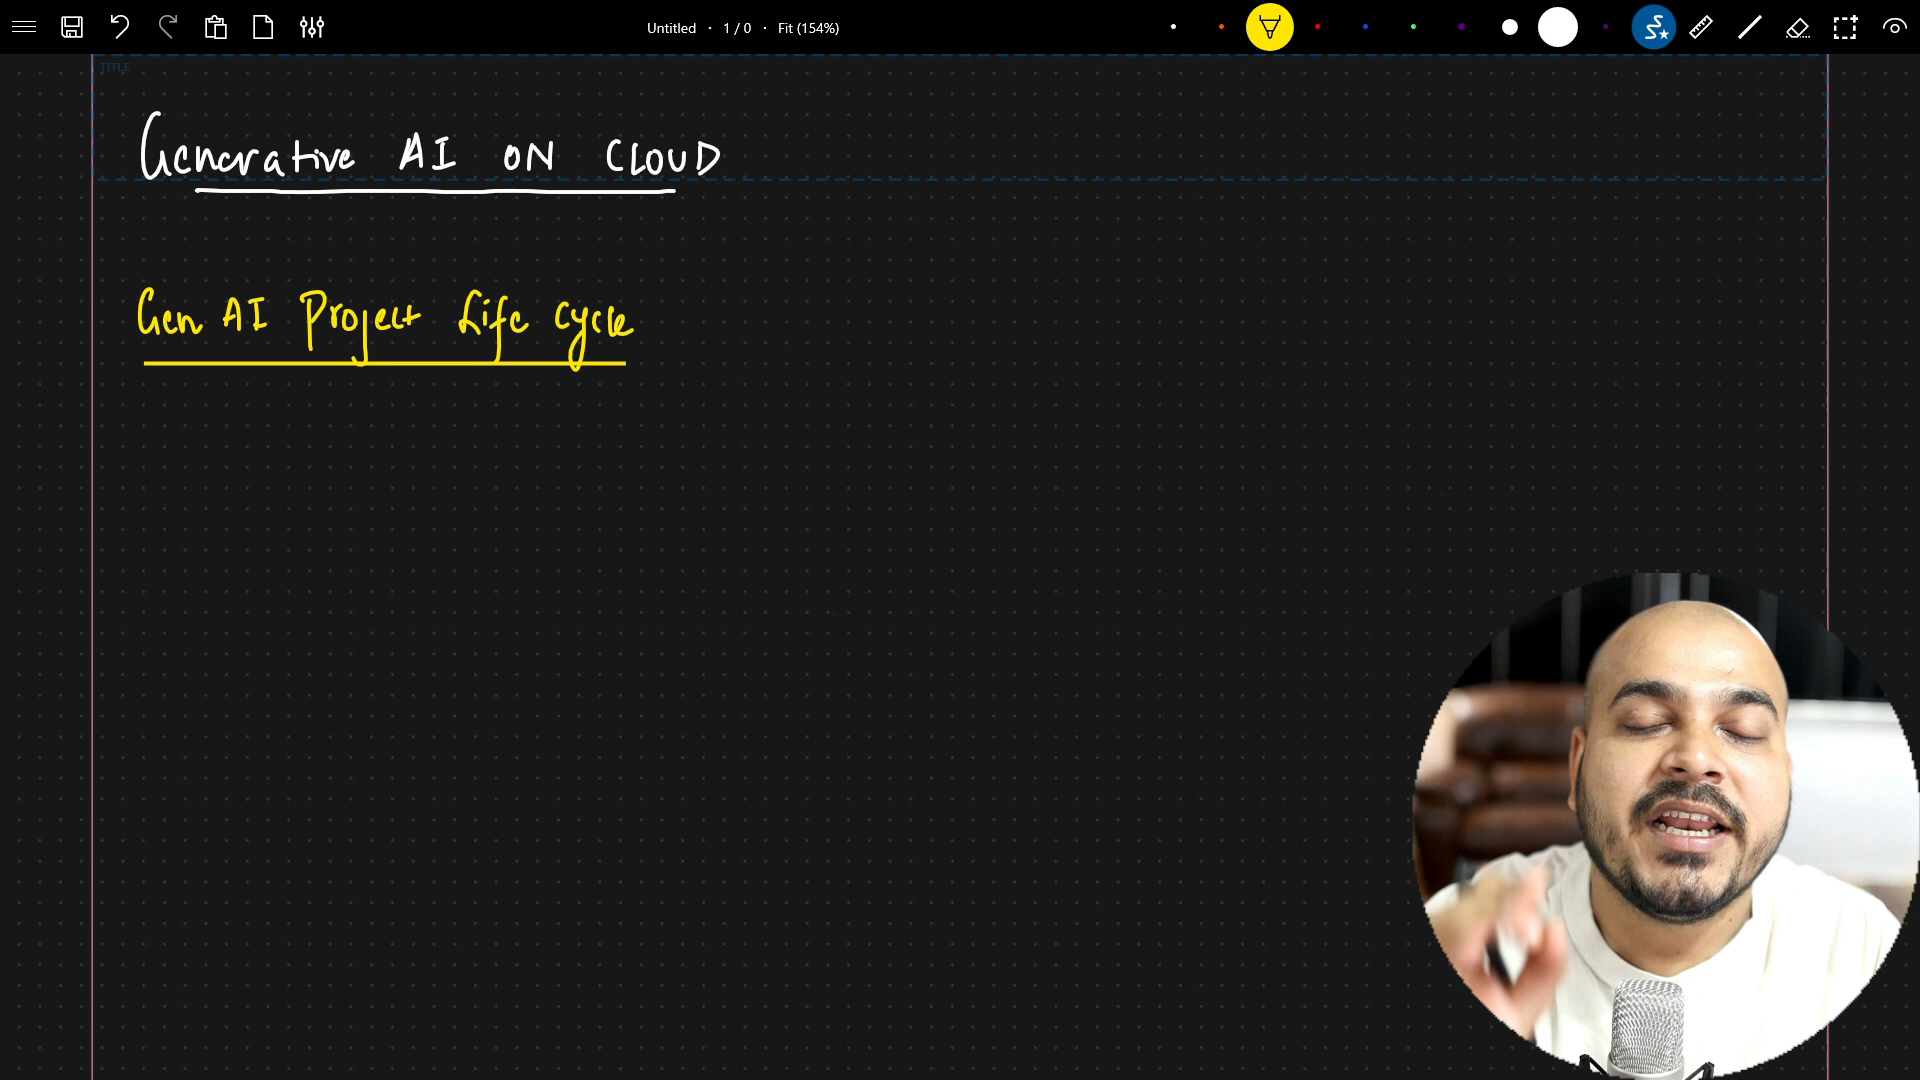 Untitled · 1 / 0 · Fit (154%)
TITLE
Generative AI ON CLOUD
Gen AI Project Life Cycle